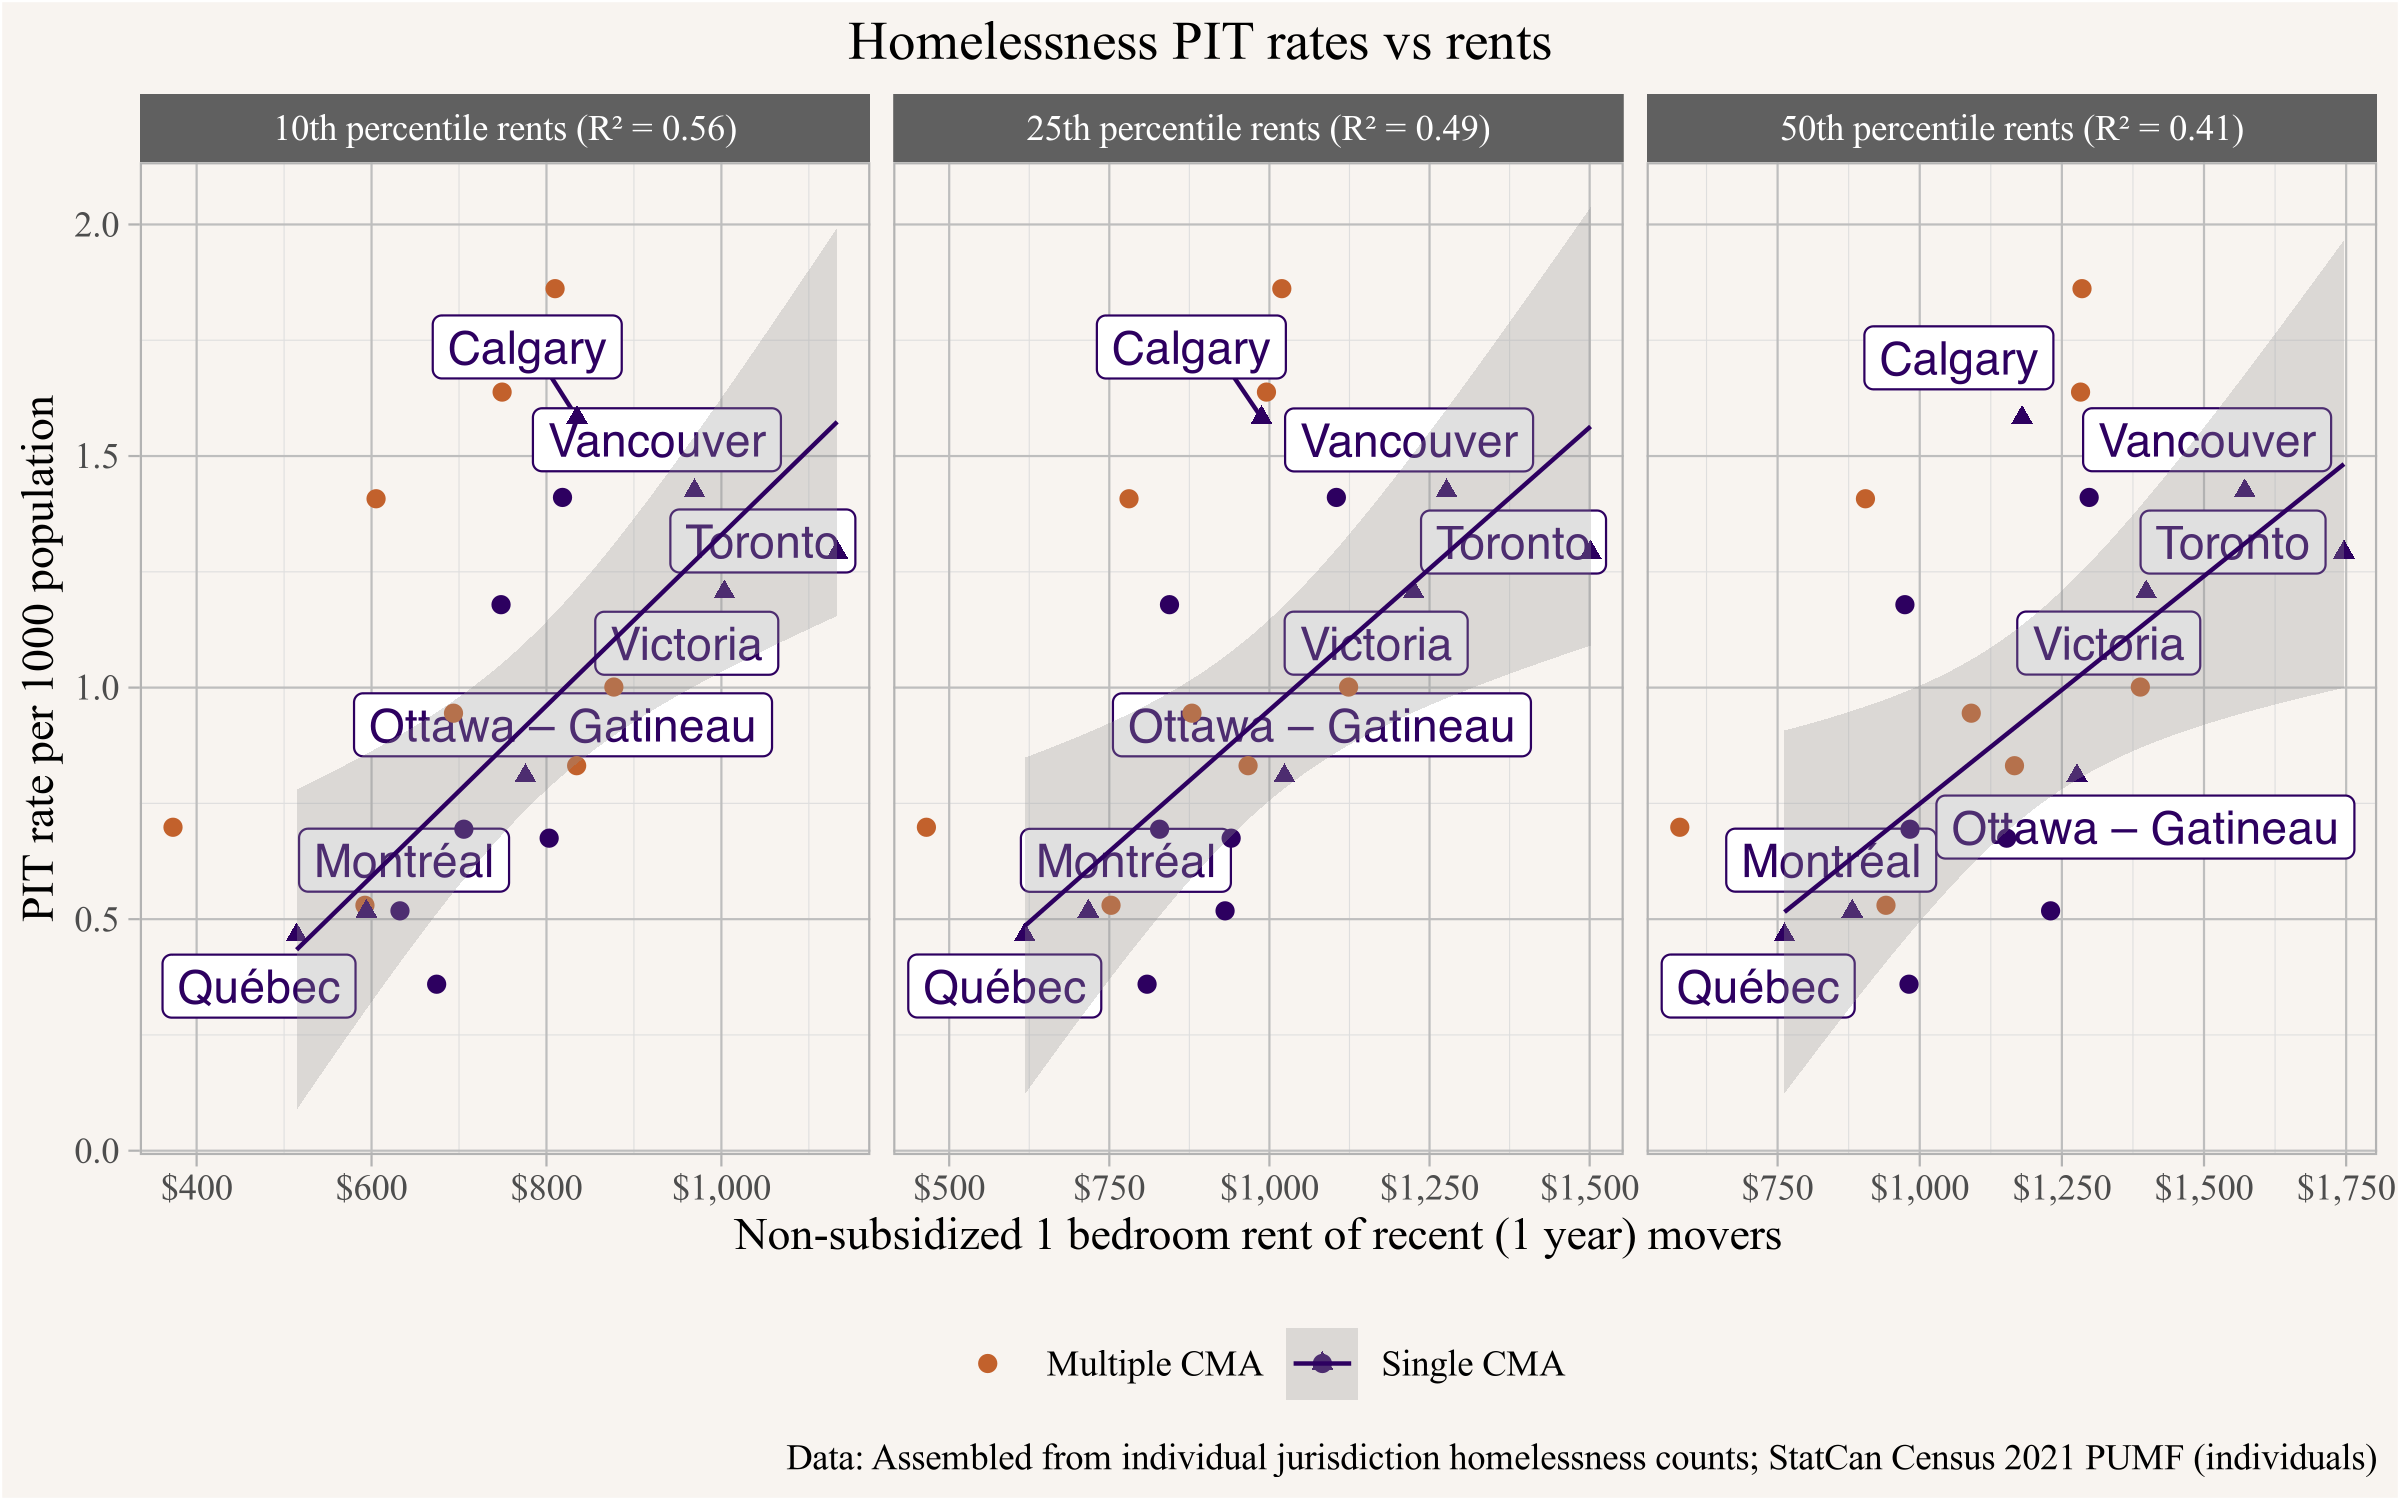 Homelessness PIT rates vs rents
10th percentile rents (R² = 0.56)
25th percentile rents (R² = 0.49)
50th percentile rents (R² = 0.41)
PIT rate per 1000 population
2.0
1.5
1.0
0.5
0.0
Calgary
Vancouver
Toronto
Victoria
Ottawa – Gatineau
Montréal
Québec
Calgary
Vancouver
Toronto
Victoria
Ottawa – Gatineau
Montréal
Québec
Calgary
Vancouver
Toronto
Victoria
Ottawa – Gatineau
Montréal
Québec
$400 $600 $800 $1,000
$500 $750 $1,000 $1,250 $1,500
$750 $1,000 $1,250 $1,500 $1,750
Non-subsidized 1 bedroom rent of recent (1 year) movers
Multiple CMA
Single CMA
Data: Assembled from individual jurisdiction homelessness counts; StatCan Census 2021 PUMF (individuals)